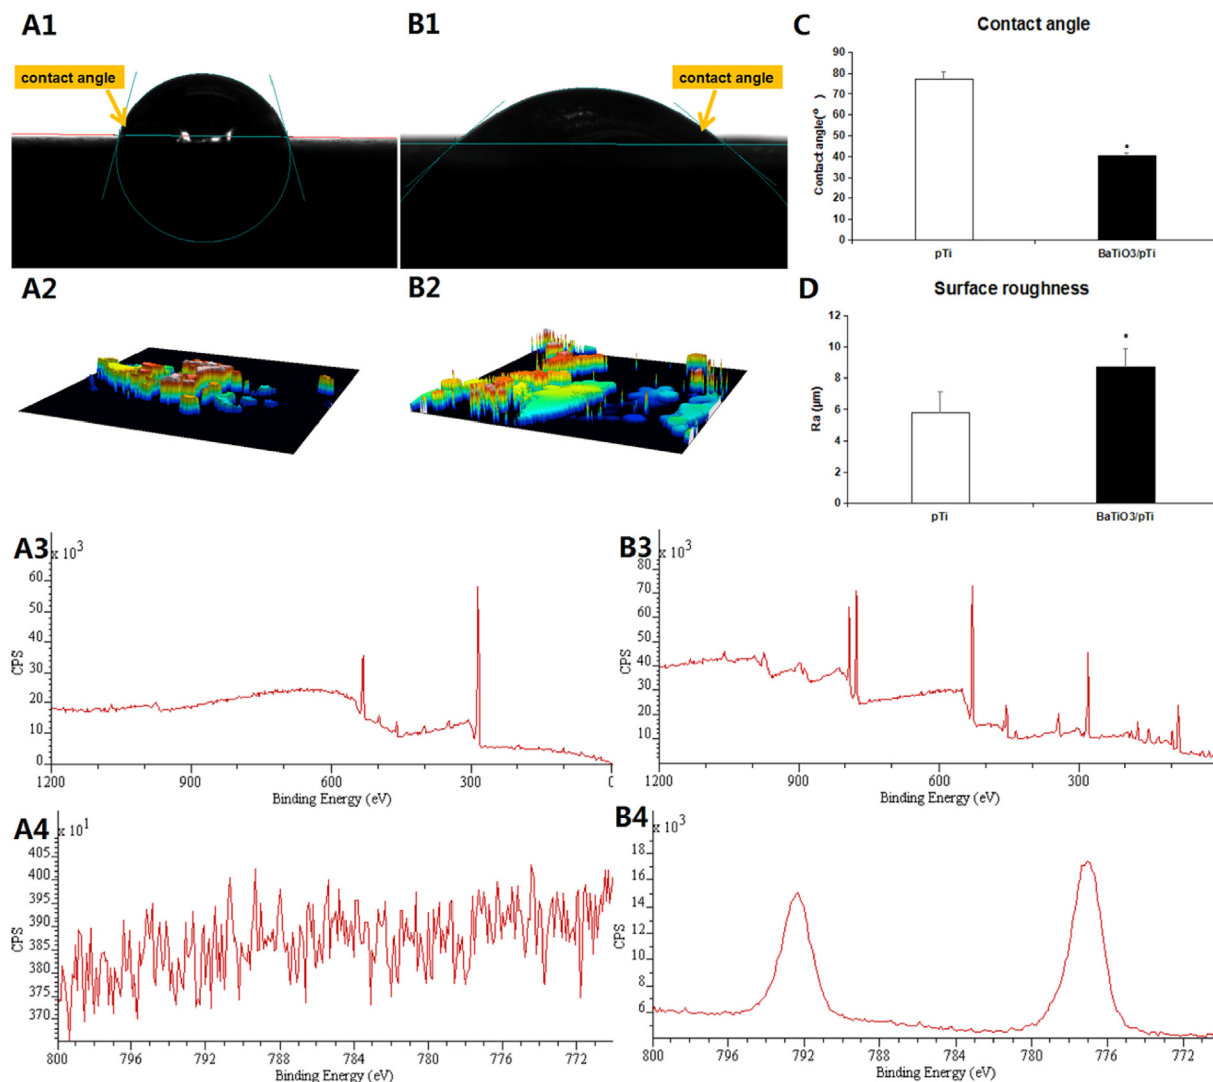 A1
contact angle
B1
contact angle
C
Contact angle
90
80
70
60
50
40
30
20
10
0
Contact angle(°)
*
pTi
BaTiO3/pTi
A2
B2
D
Surface roughness
12
10
8
6
4
2
0
Ra (µm)
*
pTi
BaTiO3/pTi
A3
x 10³
60
50
40
30
20
10
0
CPS
1200
900
600
300
0
Binding Energy (eV)
B3
x 10³
80
70
60
50
40
30
20
10
CPS
1200
900
600
300
Binding Energy (eV)
A4
x 10¹
405
400
395
390
385
380
375
370
CPS
800
796
792
788
784
780
776
772
Binding Energy (eV)
B4
x 10³
18
16
14
12
10
8
6
CPS
800
796
792
788
784
780
776
772
Binding Energy (eV)